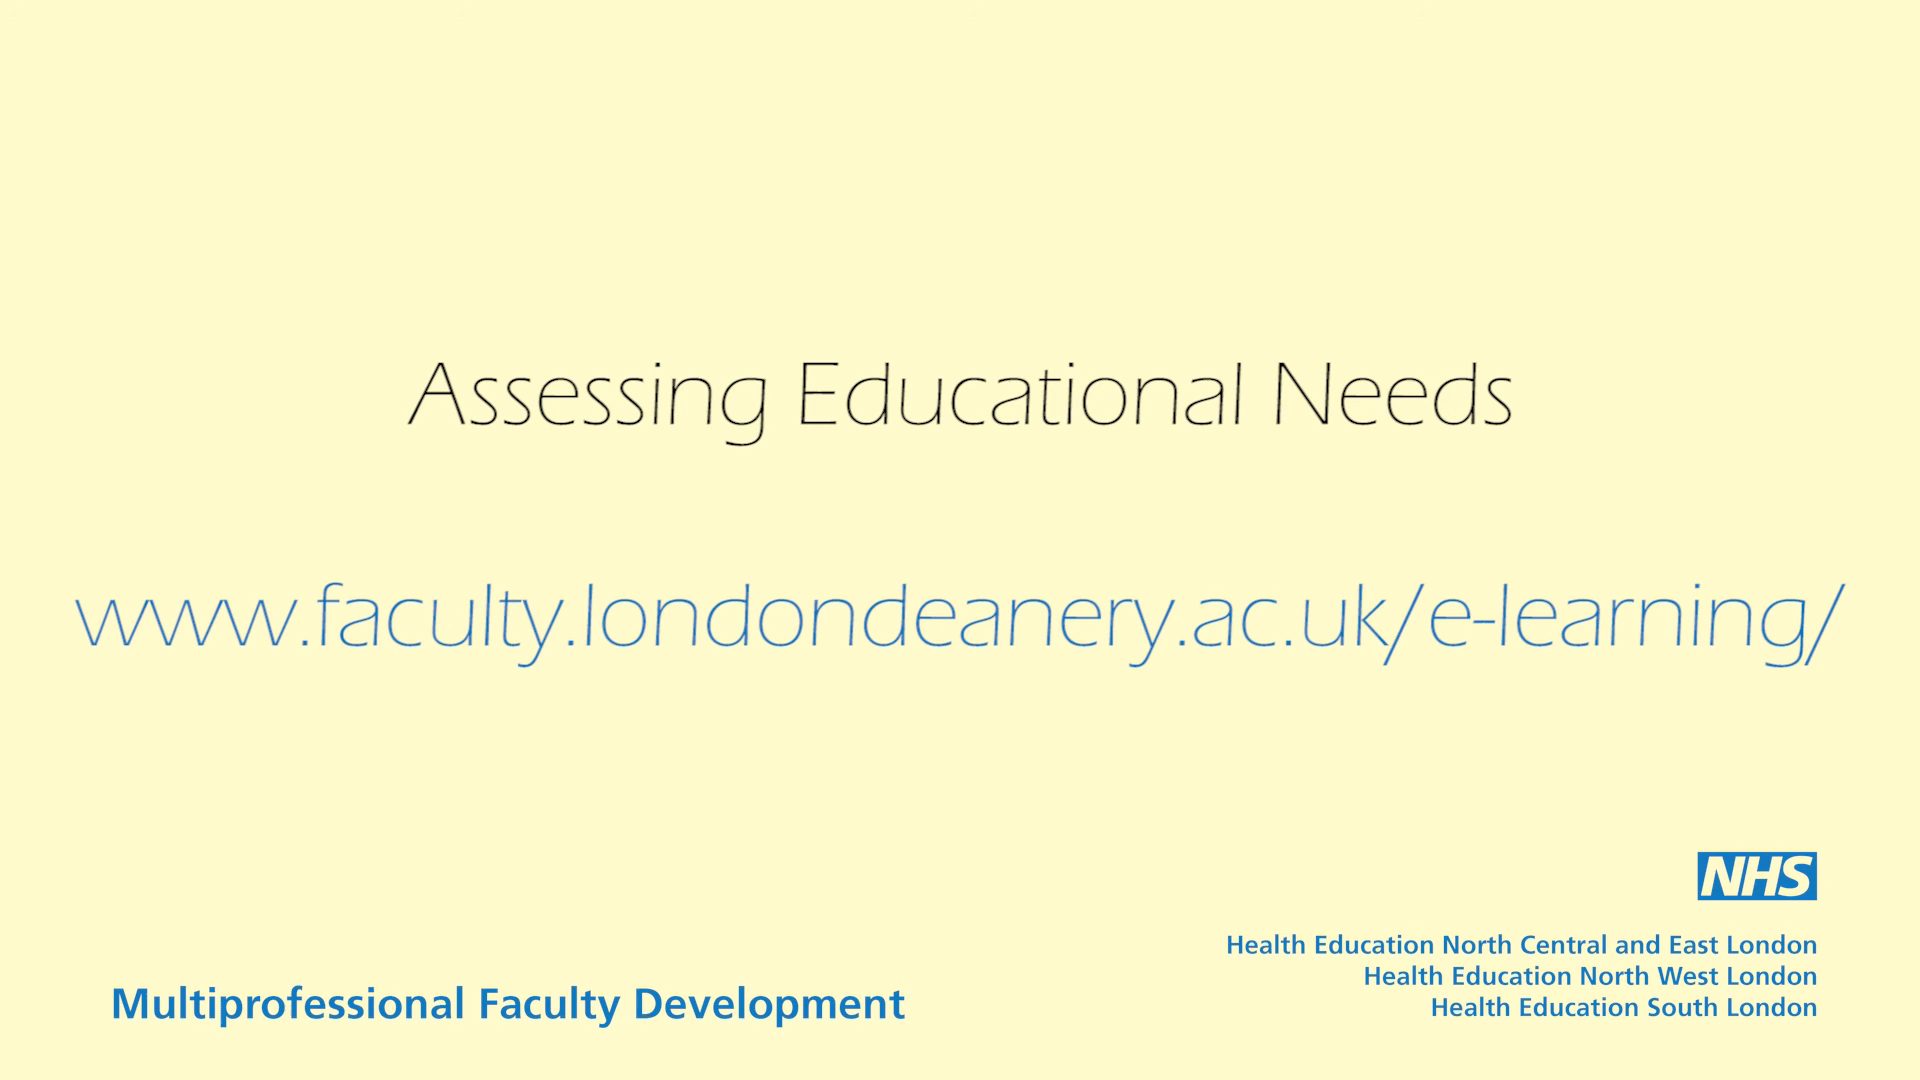 Assessing Educational Needs
www.faculty.londondeanery.ac.uk/e-learning/
NHS
Health Education North Central and East London
Health Education North West London
Health Education South London
Multiprofessional Faculty Development